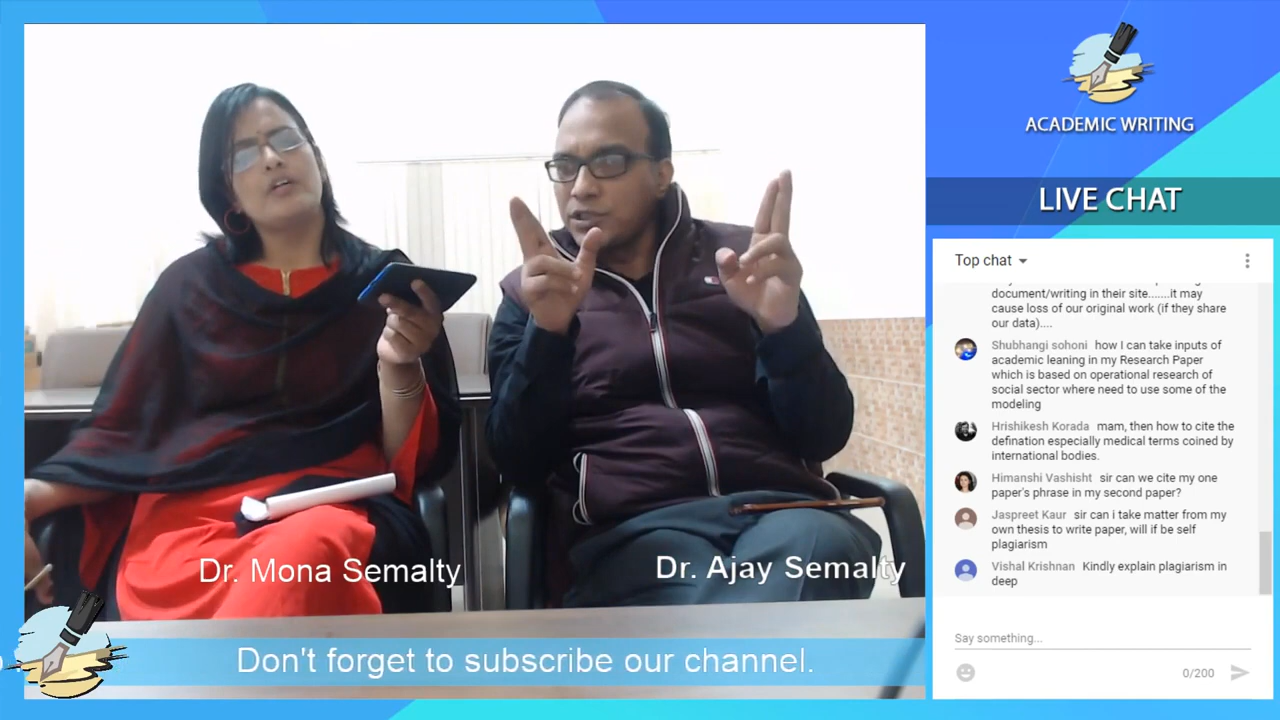 ACADEMIC WRITING
LIVE CHAT
Top chat
document/writing in their site.......it may
cause loss of our original work (if they share
our data)....
Shubhangi sohoni how I can take inputs of
academic leaning in my Research Paper
which is based on operational research of
social sector where need to use some of the
modeling
Hrishikesh Korada mam, then how to cite the
defination especially medical terms coined by
international bodies.
Himanshi Vashisht sir can we cite my one
paper's phrase in my second paper?
Jaspreet Kaur sir can i take matter from my
own thesis to write paper, will if be self
plagiarism
Vishal Krishnan Kindly explain plagiarism in
deep
Say something...
0/200
Dr. Mona Semalty
Dr. Ajay Semalty
Don't forget to subscribe our channel.